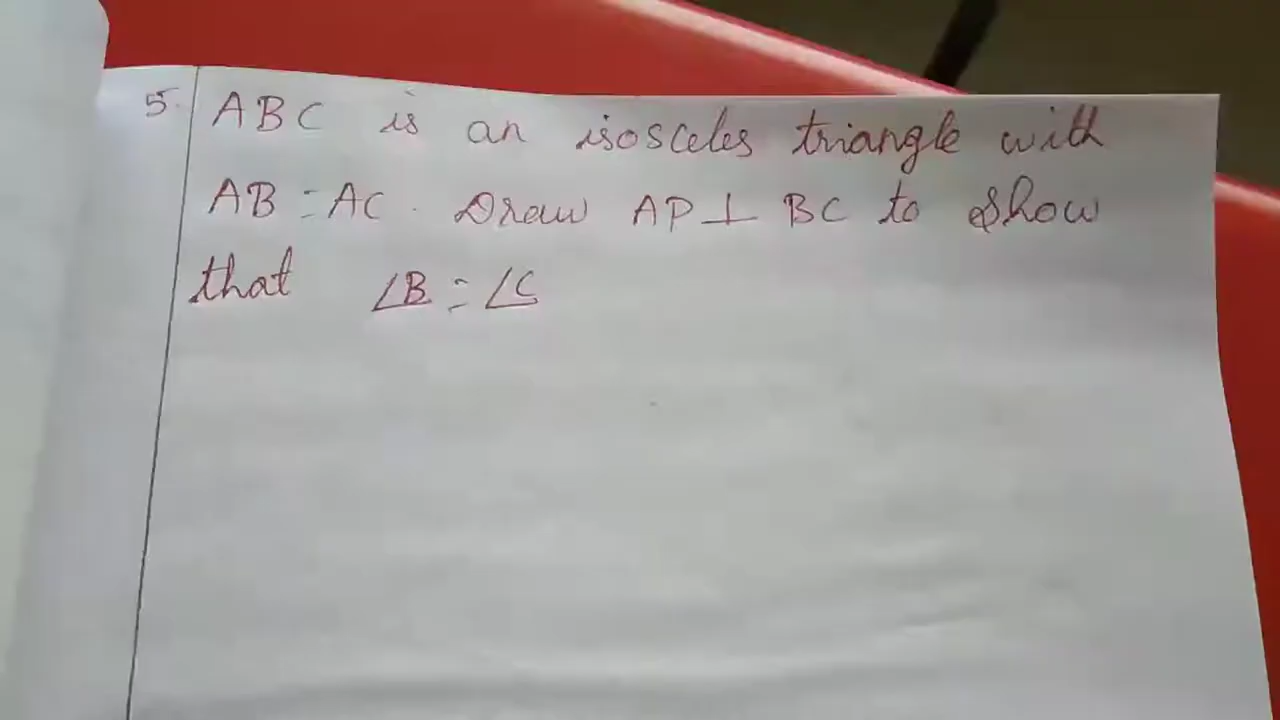 5. ABC is an isosceles triangle with
AB = AC. Draw AP ⊥ BC to show
that ∠B = ∠C